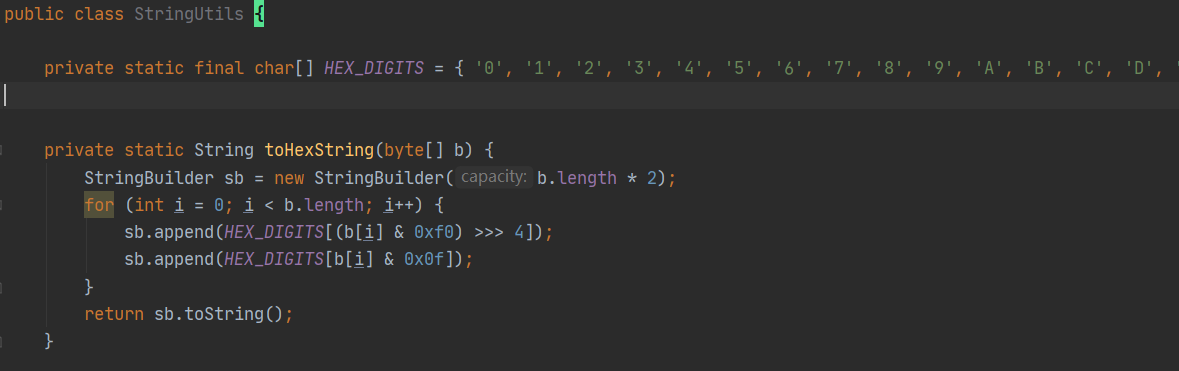 public class StringUtils {
private static final char[] HEX_DIGITS = { '0', '1', '2', '3', '4', '5', '6', '7', '8', '9', 'A', 'B', 'C', 'D', '
private static String toHexString(byte[] b) {
StringBuilder sb = new StringBuilder( capacity: b.length * 2);
for (int i = 0; i < b.length; i++) {
sb.append(HEX_DIGITS[(b[i] & 0xf0) >>> 4]);
sb.append(HEX_DIGITS[b[i] & 0x0f]);
}
return sb.toString();
}